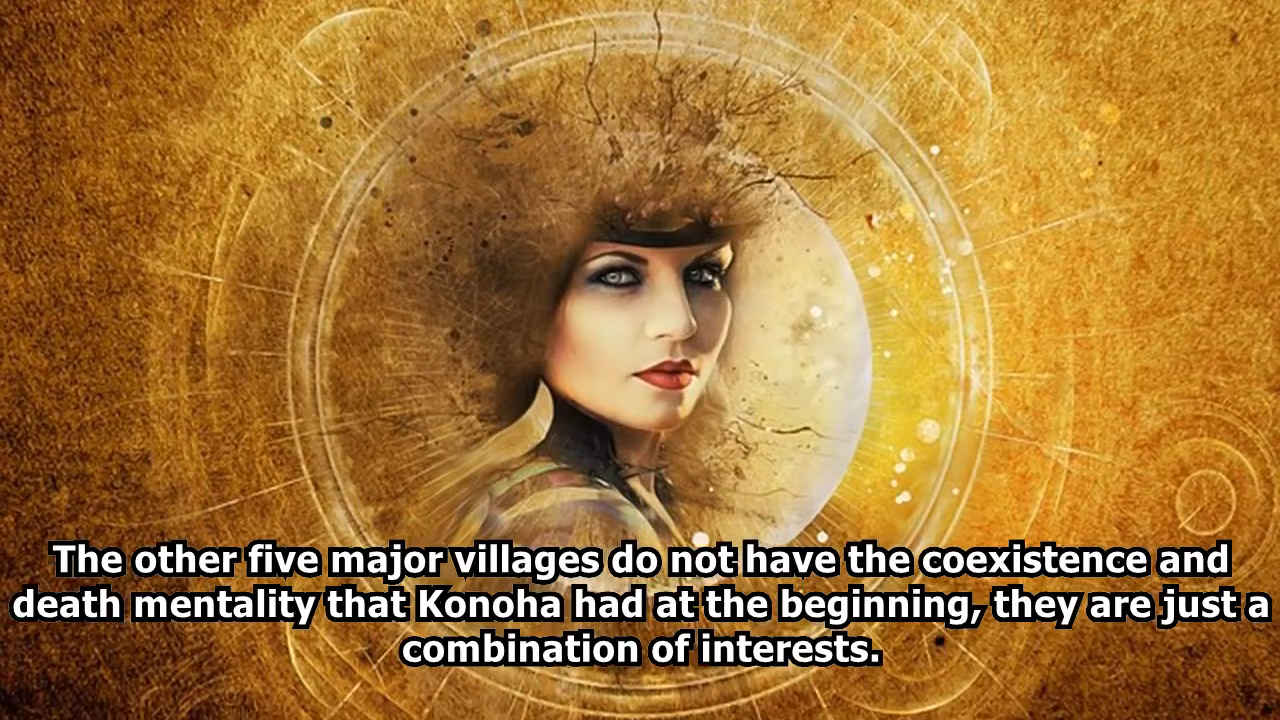 The other five major villages do not have the coexistence and
death mentality that Konoha had at the beginning, they are just a
combination of interests.